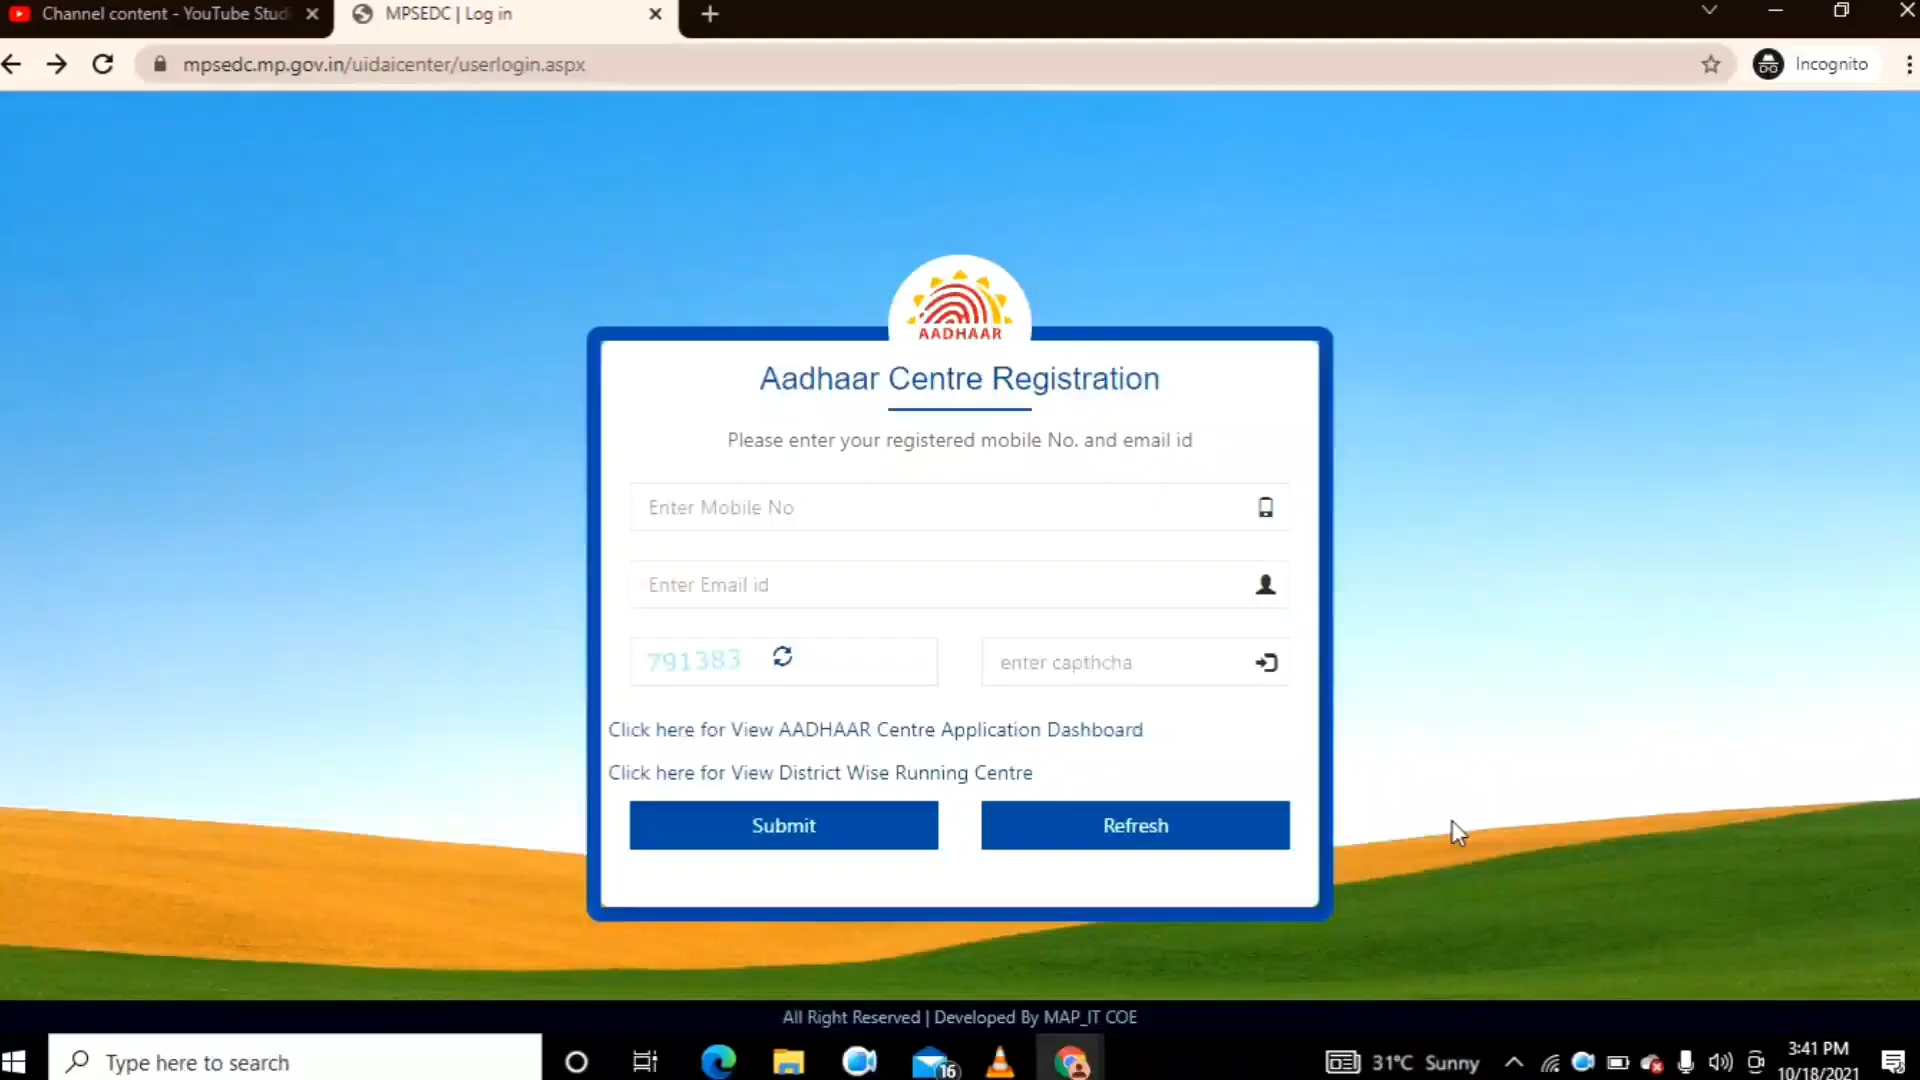 Channel content - YouTube Stud
MPSEDC | Log in
mpsedc.mp.gov.in/uidaicenter/userlogin.aspx
Incognito
AADHAAR
Aadhaar Centre Registration
Please enter your registered mobile No. and email id
Enter Mobile No
Enter Email id
791383
enter capthcha
Click here for View AADHAAR Centre Application Dashboard
Click here for View District Wise Running Centre
Submit
Refresh
All Right Reserved | Developed By MAP_IT COE
Type here to search
16
31°C Sunny
3:41 PM
10/18/2021